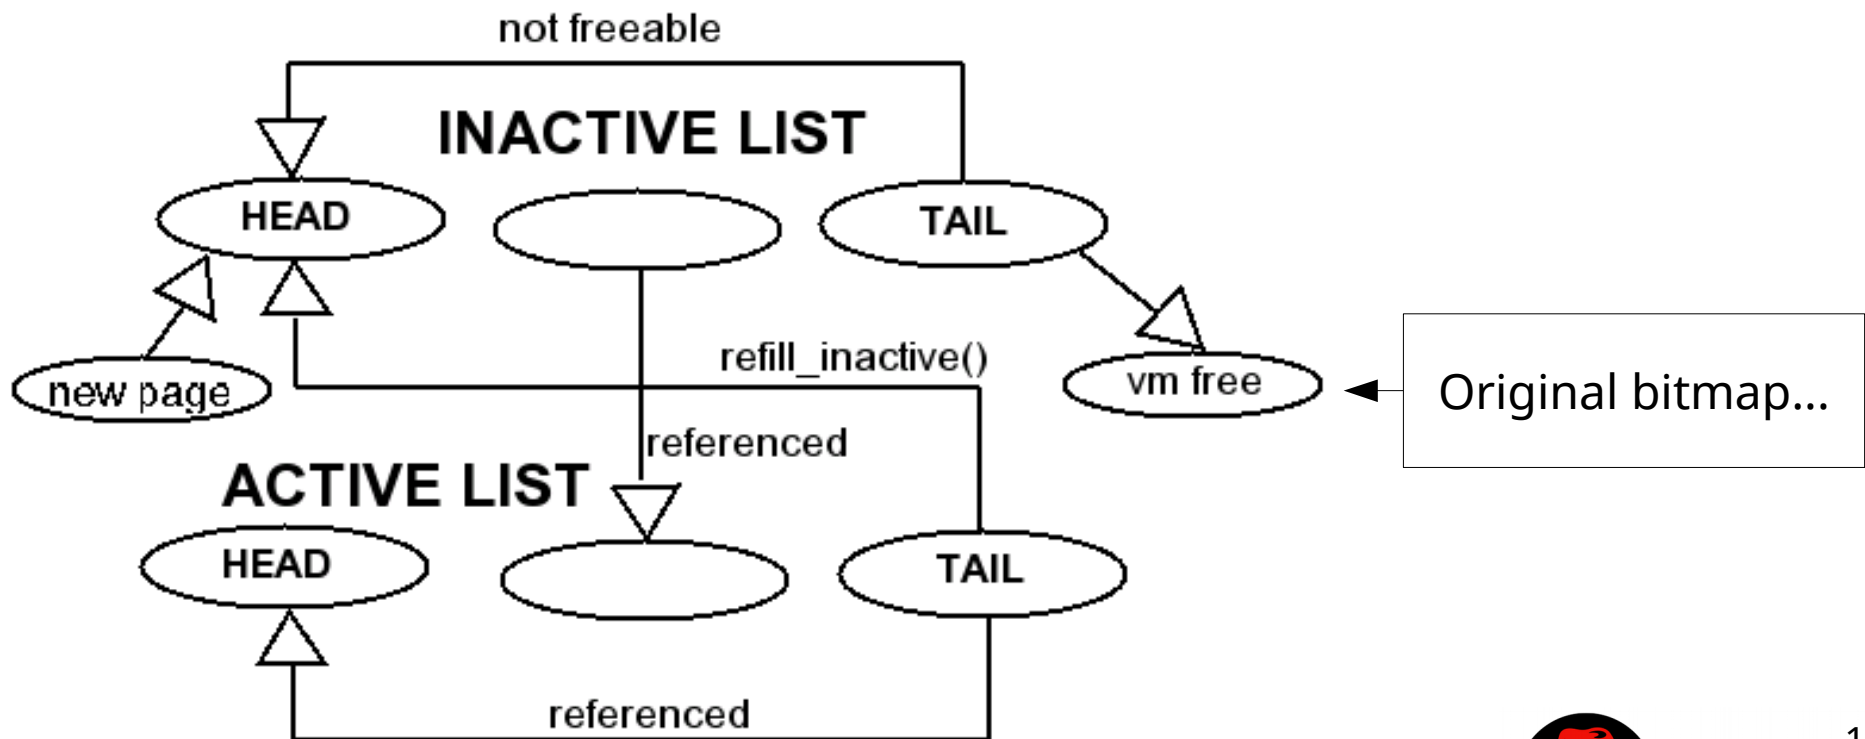 not freeable
INACTIVE LIST
HEAD
TAIL
new page
refill_inactive()
vm free
Original bitmap...
referenced
ACTIVE LIST
HEAD
TAIL
referenced
1